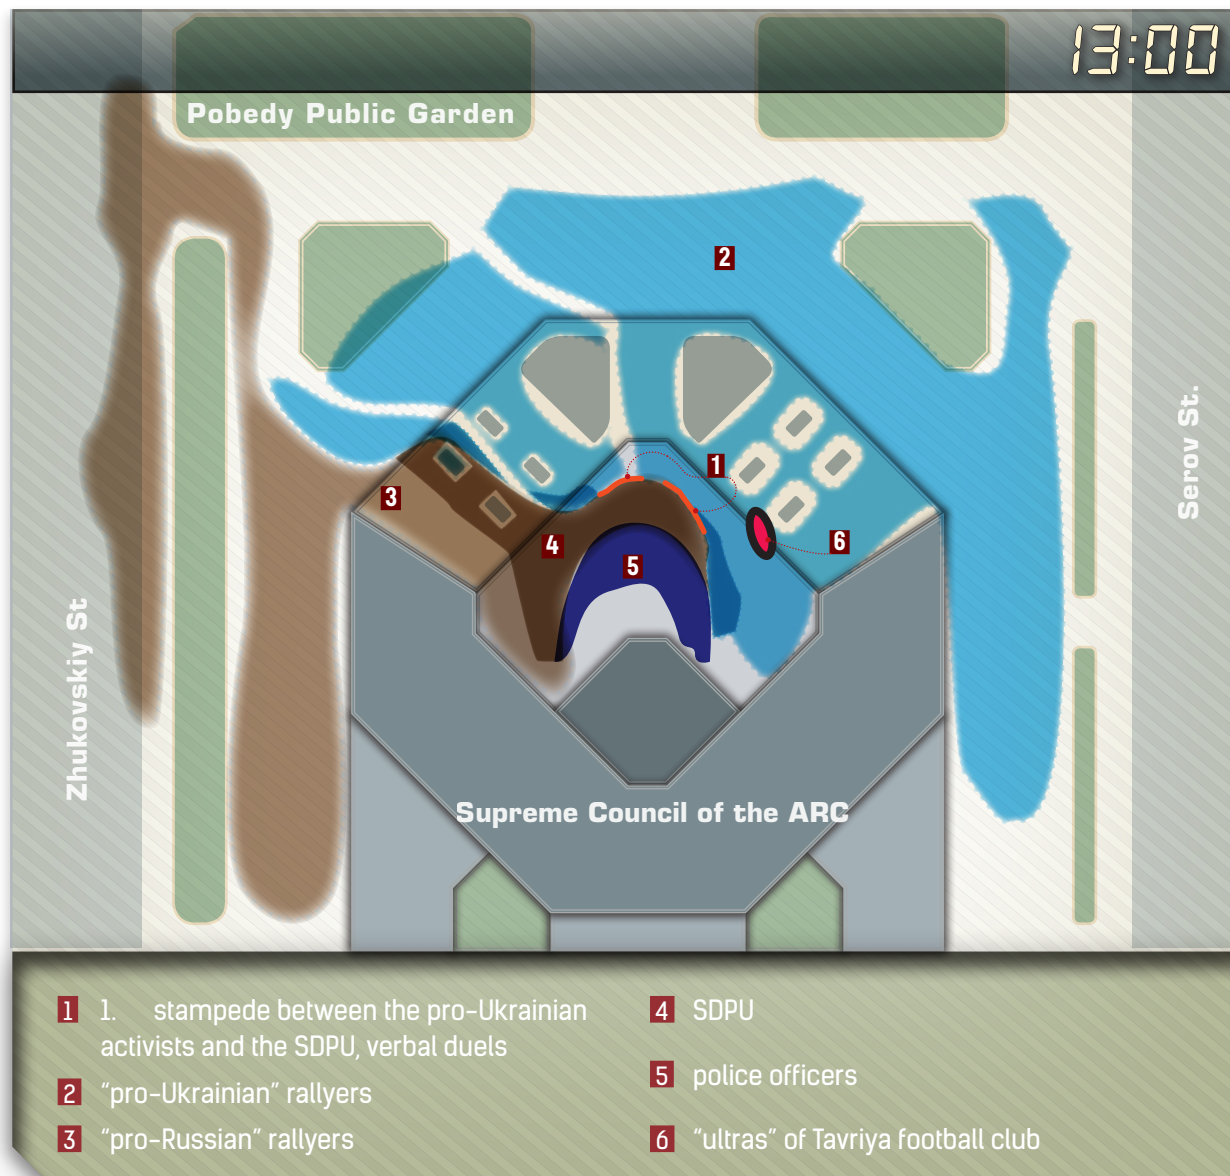 13:00
Pobedy Public Garden
2
1
3
6
4
5
Serov St.
Zhukovskiy St
Supreme Council of the ARC
1 1. stampede between the pro-Ukrainian
activists and the SDPU, verbal duels
2 “pro-Ukrainian” rallyers
3 “pro-Russian” rallyers
4 SDPU
5 police officers
6 “ultras” of Tavriya football club